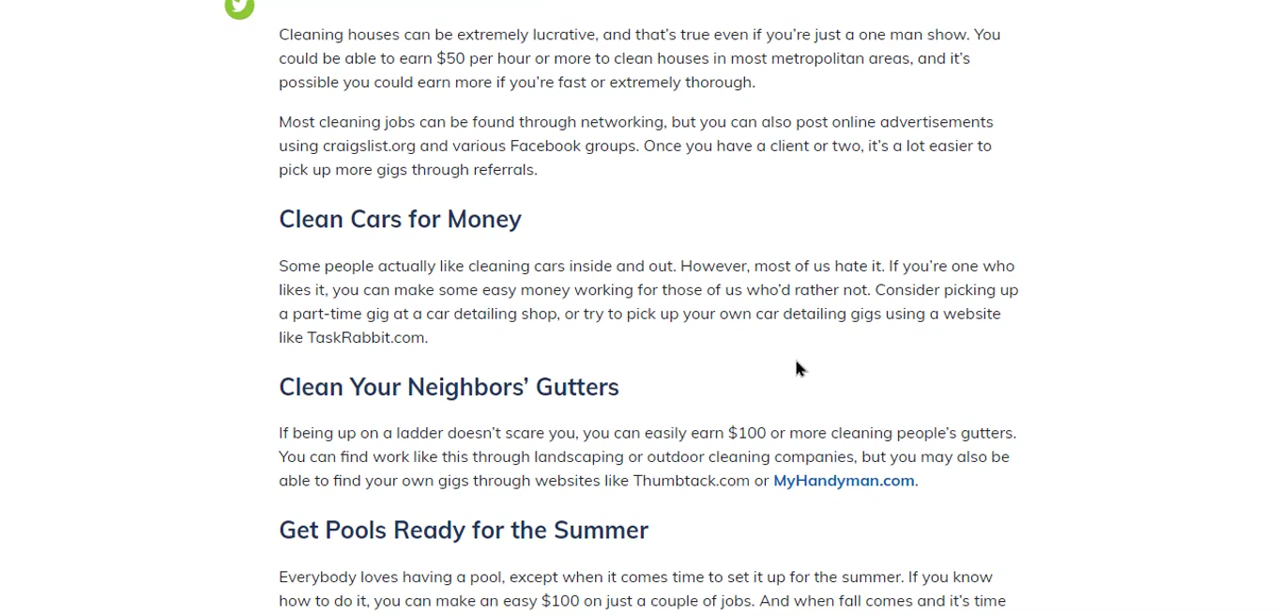 Cleaning houses can be extremely lucrative, and that’s true even if you’re just a one man show. You
could be able to earn $50 per hour or more to clean houses in most metropolitan areas, and it’s
possible you could earn more if you’re fast or extremely thorough.
Most cleaning jobs can be found through networking, but you can also post online advertisements
using craigslist.org and various Facebook groups. Once you have a client or two, it’s a lot easier to
pick up more gigs through referrals.
Clean Cars for Money
Some people actually like cleaning cars inside and out. However, most of us hate it. If you’re one who
likes it, you can make some easy money working for those of us who’d rather not. Consider picking up
a part-time gig at a car detailing shop, or try to pick up your own car detailing gigs using a website
like TaskRabbit.com.
Clean Your Neighbors’ Gutters
If being up on a ladder doesn’t scare you, you can easily earn $100 or more cleaning people’s gutters.
You can find work like this through landscaping or outdoor cleaning companies, but you may also be
able to find your own gigs through websites like Thumbtack.com or MyHandyman.com.
Get Pools Ready for the Summer
Everybody loves having a pool, except when it comes time to set it up for the summer. If you know
how to do it, you can make an easy $100 on just a couple of jobs. And when fall comes and it’s time